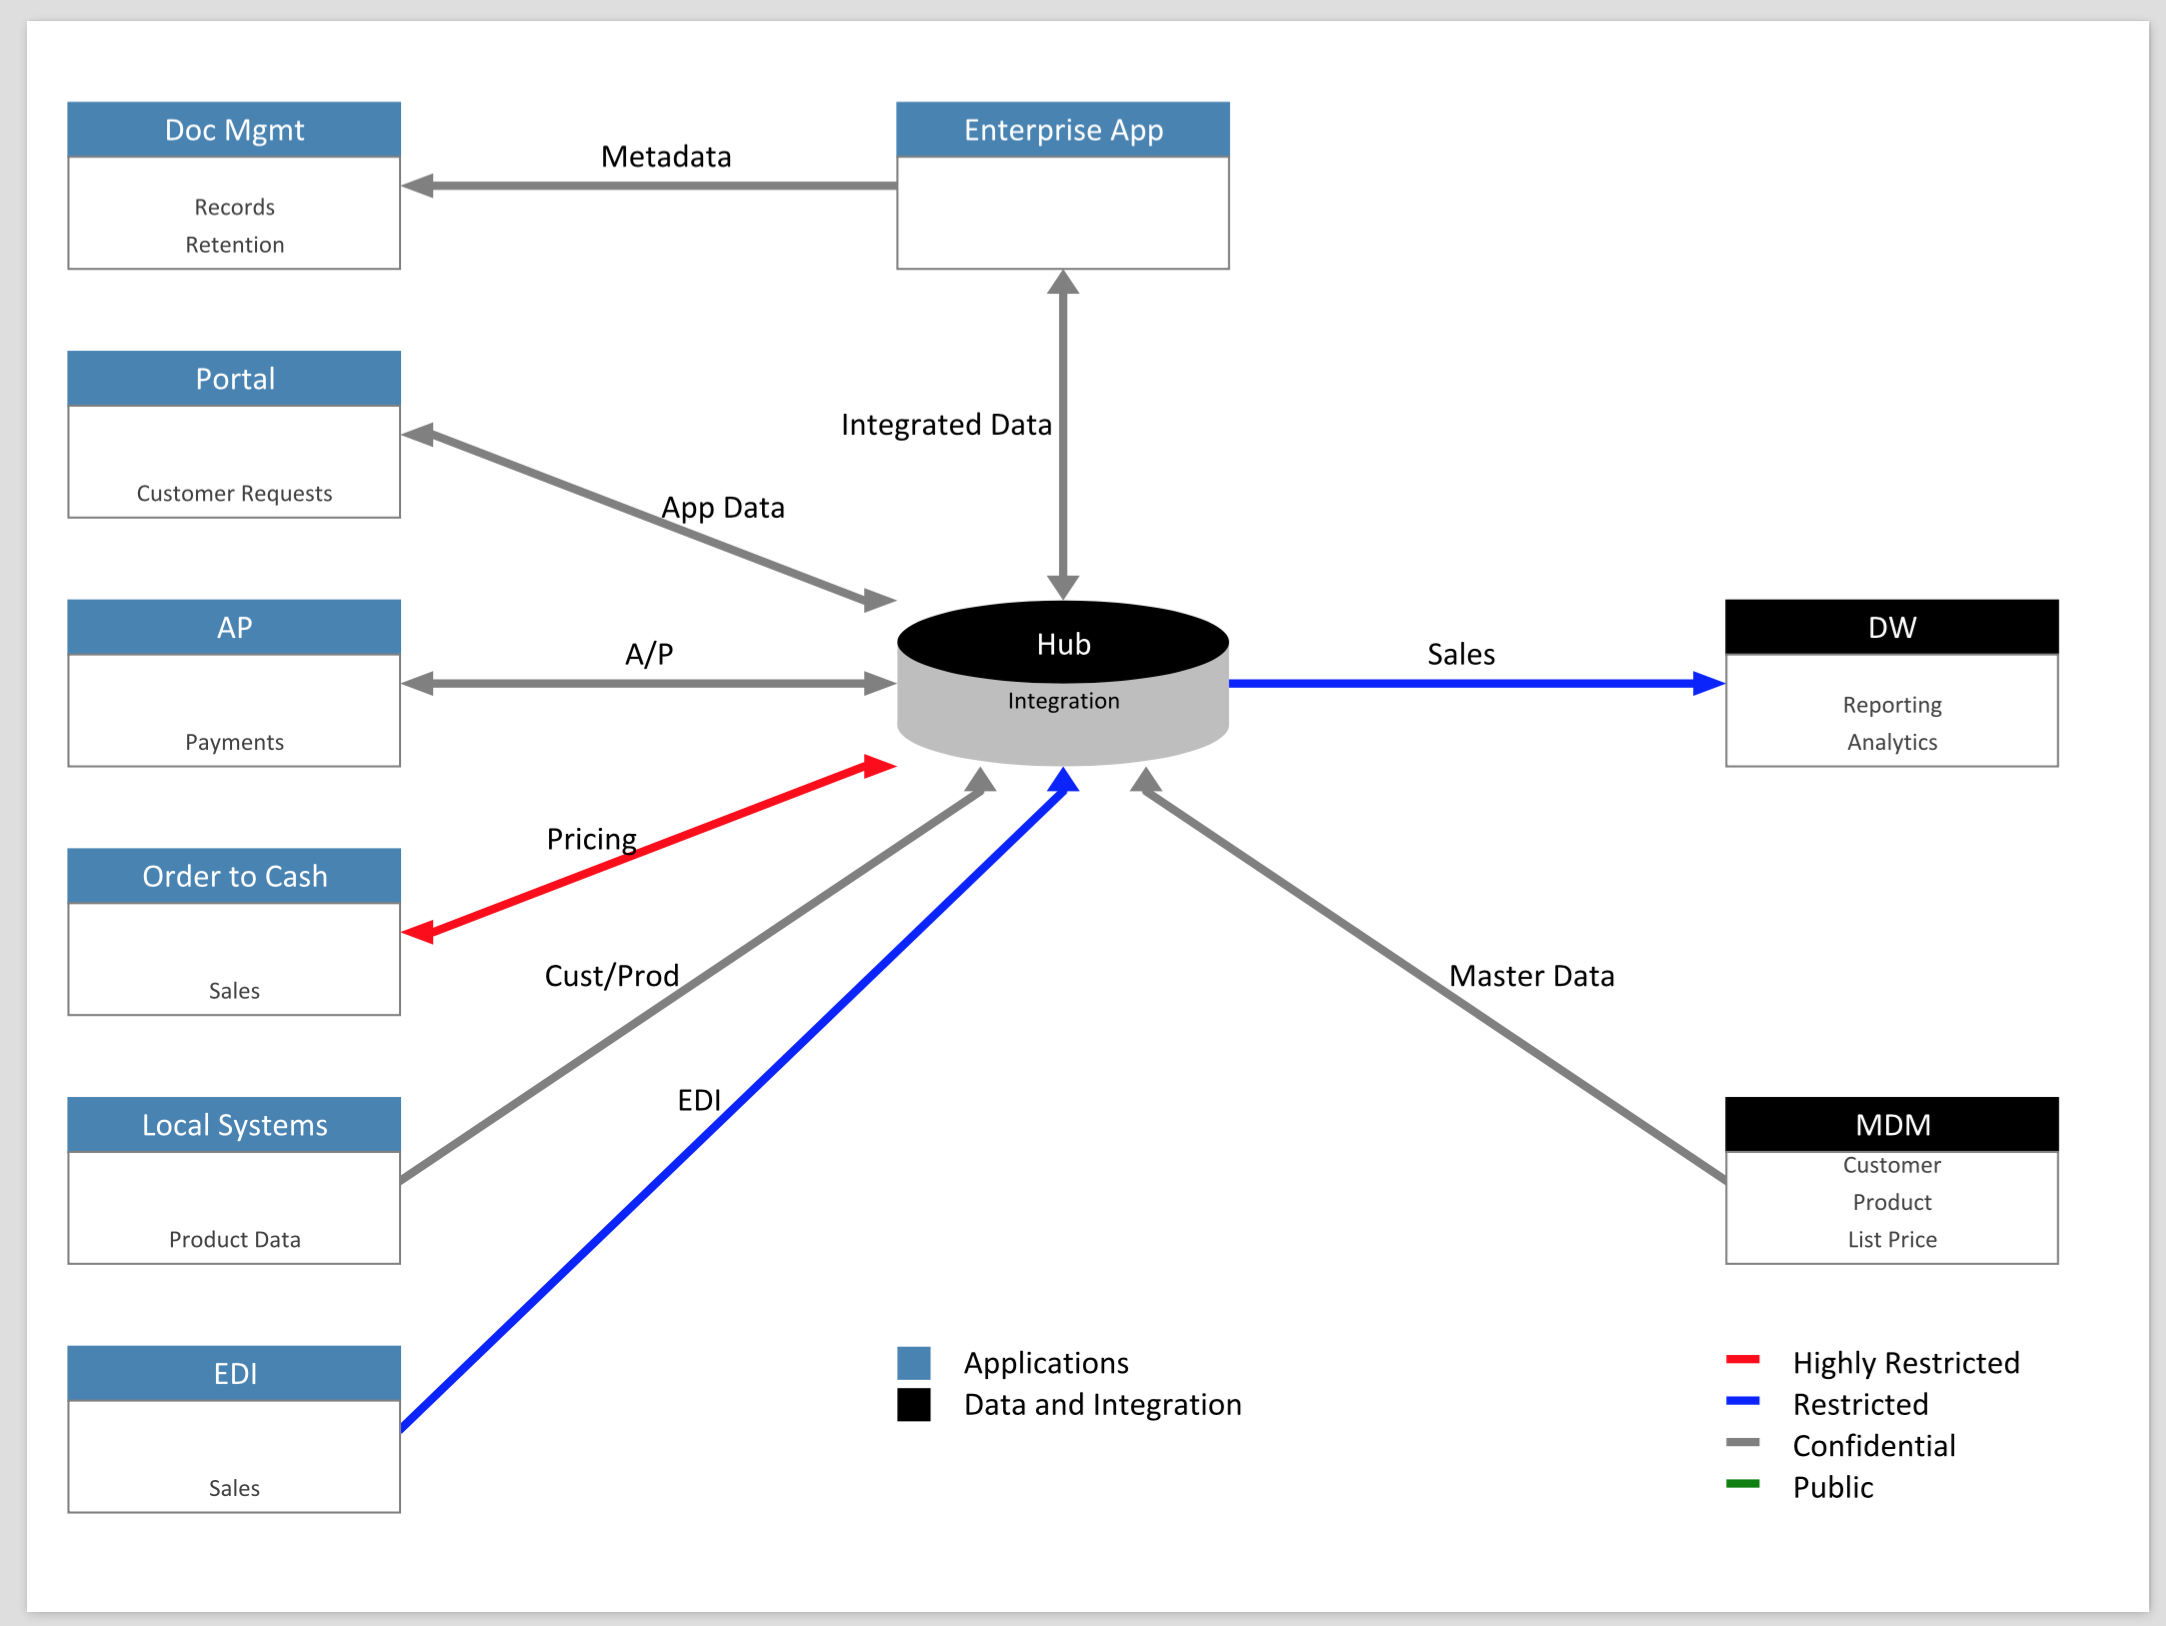 Doc Mgmt
Records
Retention
Metadata
Enterprise App
Portal
Customer Requests
App Data
Integrated Data
AP
Payments
A/P
Hub
Integration
Sales
DW
Reporting
Analytics
Order to Cash
Sales
Pricing
Cust/Prod
Master Data
Local Systems
Product Data
EDI
MDM
Customer
Product
List Price
EDI
Sales
Applications
Data and Integration
Highly Restricted
Restricted
Confidential
Public